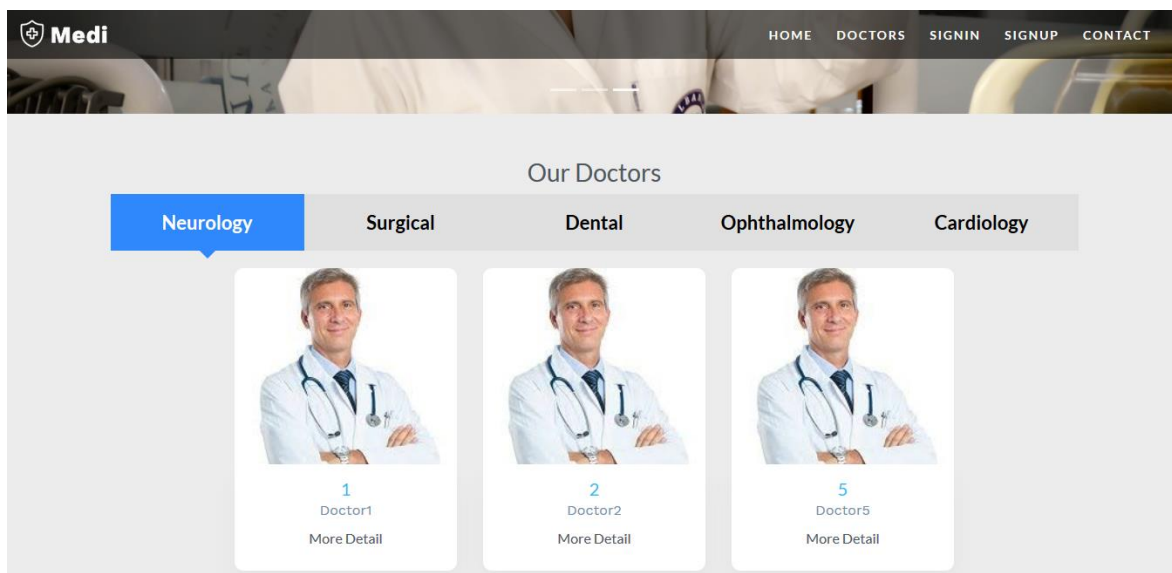 Medi
HOME DOCTORS SIGNIN SIGNUP CONTACT
Our Doctors
Neurology Surgical Dental Ophthalmology Cardiology
1 2 5
Doctor1 Doctor2 Doctor5
More Detail More Detail More Detail